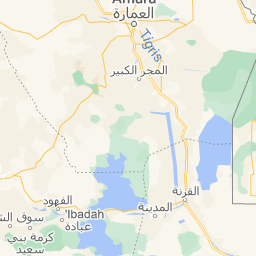 Amara
العمارة
Tigris
المجر الكبير
القرنة
المدينة
الفهود
سوق الش
'Ibadah
عبادة
كرمة بني
سعيد